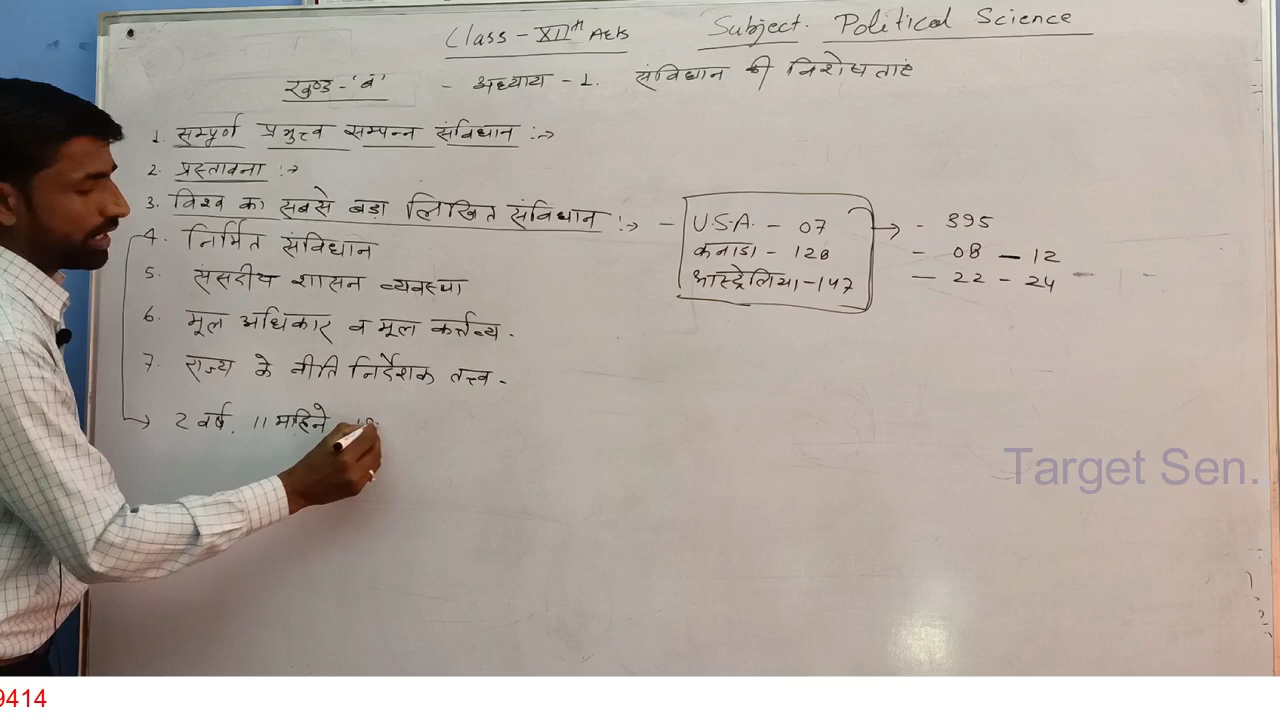 Class - XIIth Arts Subject. Political Science
खण्ड - 'ब' - अध्याय - 1. संविधान की विशेषताएं
1. सम्पूर्ण प्रभुत्व सम्पन्न संविधान :→
2. प्रस्तावना :→
3. विश्व का सबसे बड़ा लिखित संविधान :→ - U.S.A. - 07 → - 395
4. निर्मित संविधान कनाडा - 128 - 08 - 12
5. संसदीय शासन व्यवस्था आस्ट्रेलिया - 147 - 22 - 24 -
6. मूल अधिकार व मूल कर्त्तव्य.
7. राज्य के नीति निर्देशक तत्त्व -
→ 2 वर्ष. 11 महिने
Target Sen.
9414